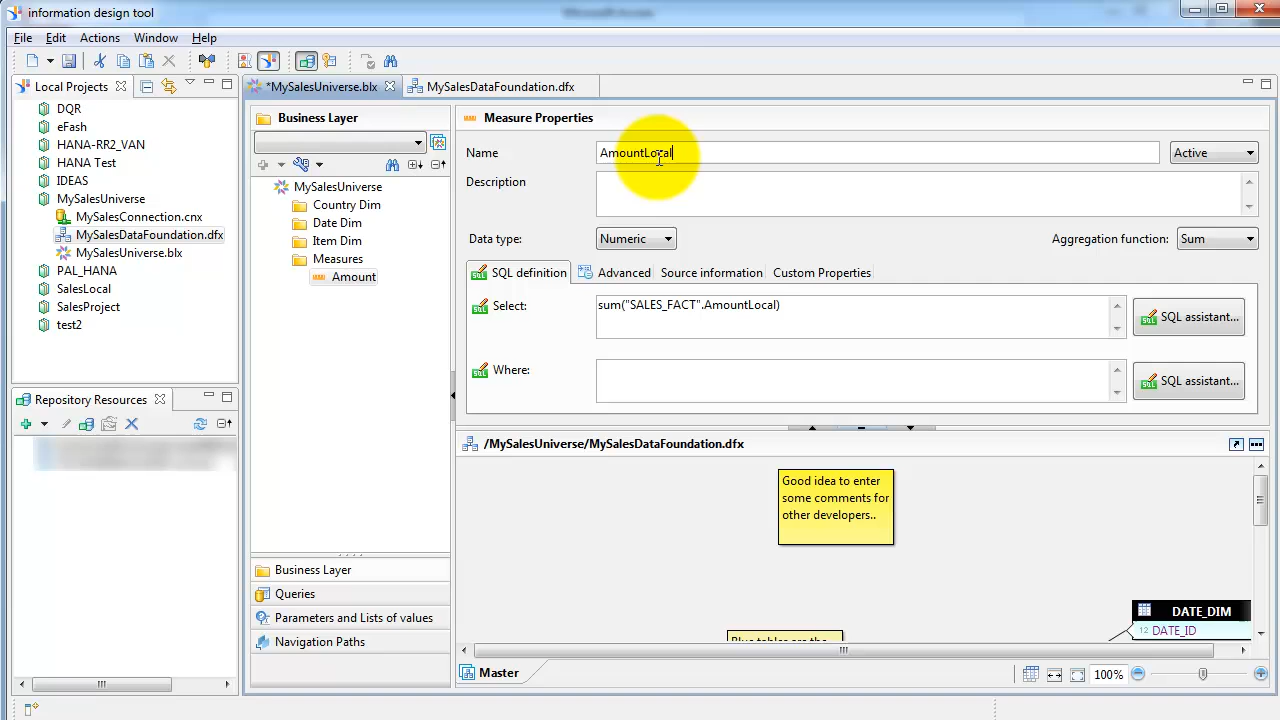 information design tool
File Edit Actions Window Help
Local Projects
DQR
eFash
HANA-RR2_VAN
HANA Test
IDEAS
MySalesUniverse
MySalesConnection.cnx
MySalesDataFoundation.dfx
MySalesUniverse.blx
PAL_HANA
SalesLocal
SalesProject
test2
Repository Resources
*MySalesUniverse.blx
MySalesDataFoundation.dfx
Business Layer
MySalesUniverse
Country Dim
Date Dim
Item Dim
Measures
Amount
Business Layer
Queries
Parameters and Lists of values
Navigation Paths
Measure Properties
Name AmountLocal Active
Description
Data type: Numeric Aggregation function: Sum
SQL definition Advanced Source information Custom Properties
Select: sum("SALES_FACT".AmountLocal) SQL assistant...
Where: SQL assistant...
/MySalesUniverse/MySalesDataFoundation.dfx
Good idea to enter
some comments for
other developers..
DATE_DIM
12 DATE_ID
Master
100%